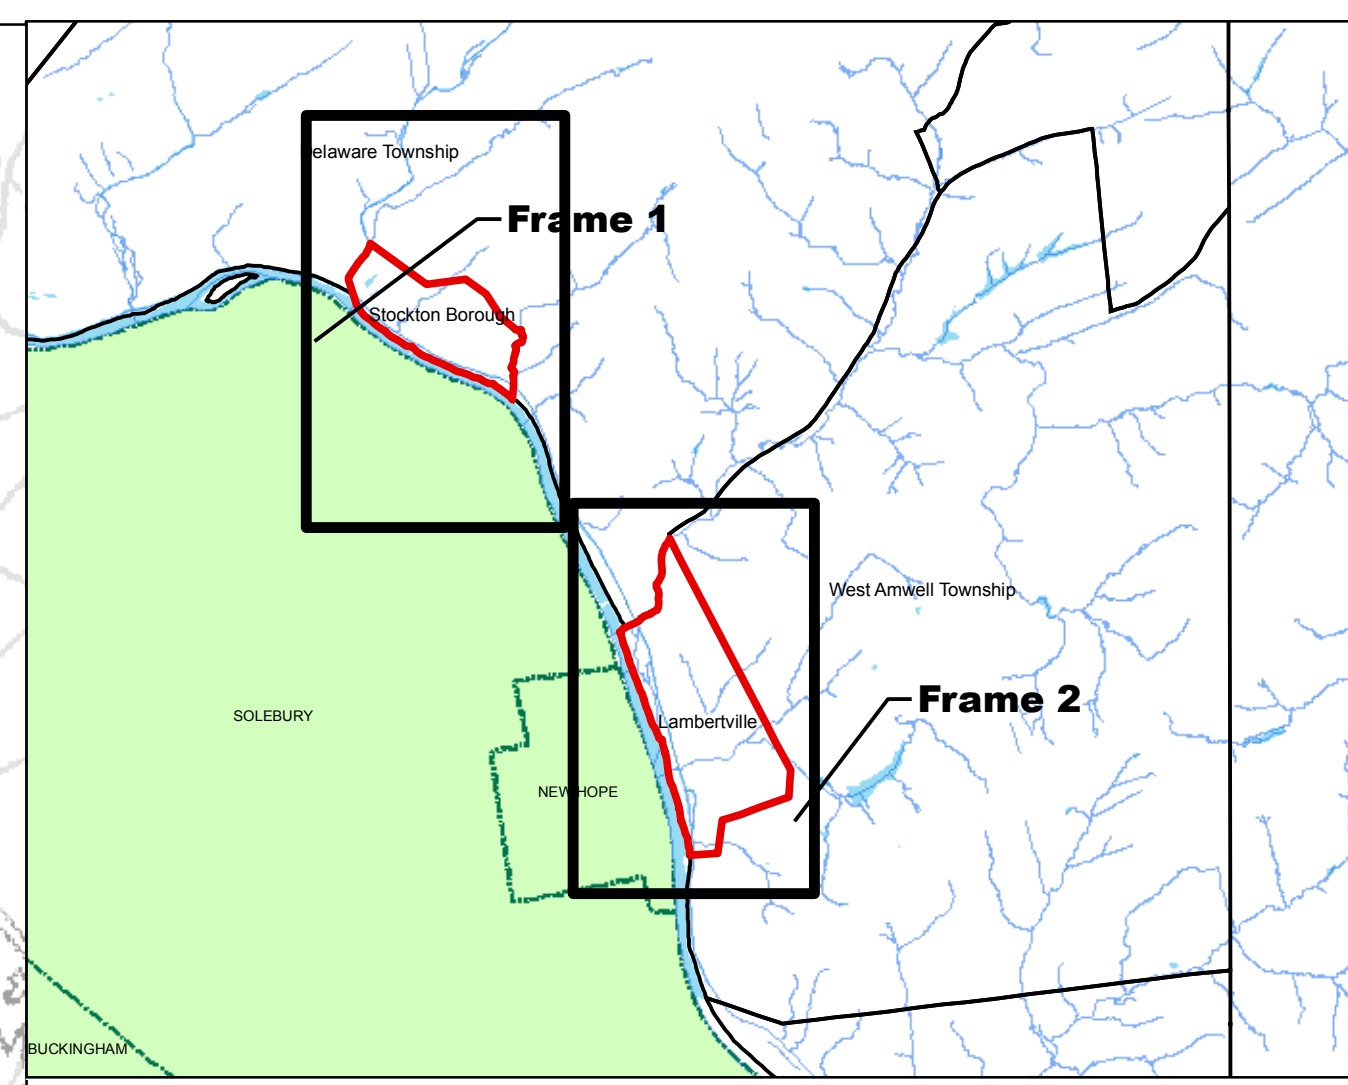 elaware Township
Frame 1
Stockton Borough
West Amwell Township
Frame 2
SOLEBURY
Lambertville
NEW HOPE
BUCKINGHAM